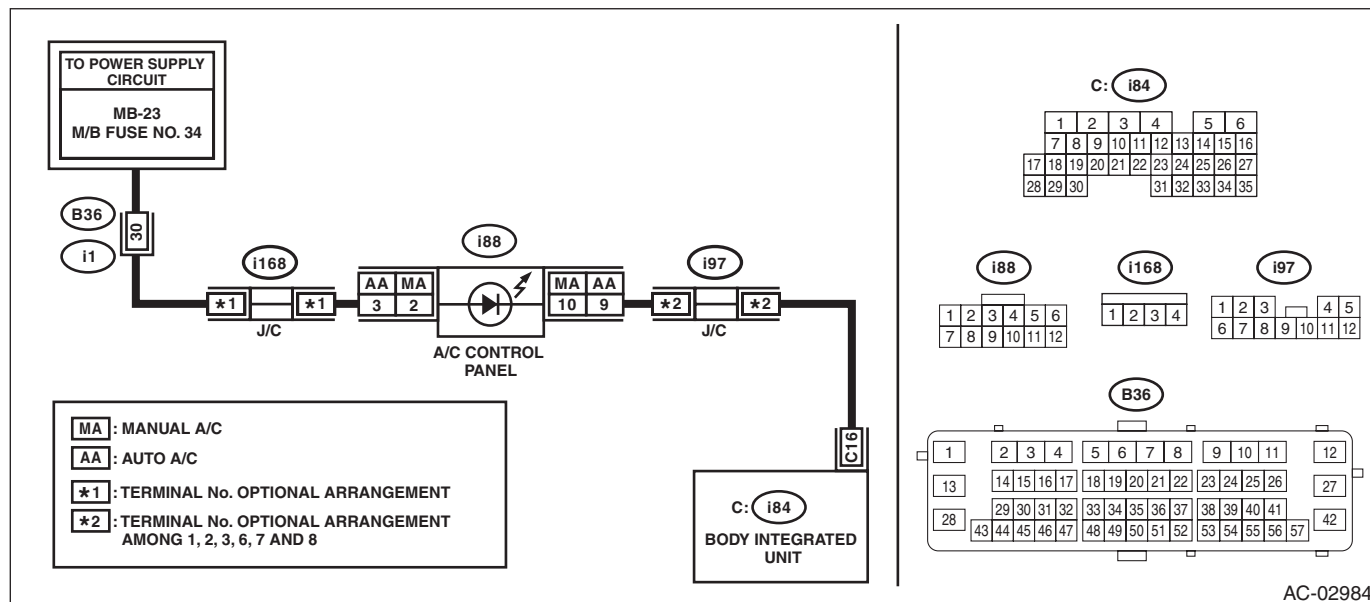 TO POWER SUPPLY
CIRCUIT
MB-23
M/B FUSE NO. 34
B36
30
i1
i168
*1 *1
J/C
i88
AA MA
3 2
MA AA
10 9
A/C CONTROL
PANEL
i97
*2 *2
J/C
C16
C: i84
BODY INTEGRATED
UNIT
MA : MANUAL A/C
AA : AUTO A/C
*1 : TERMINAL No. OPTIONAL ARRANGEMENT
*2 : TERMINAL No. OPTIONAL ARRANGEMENT
AMONG 1, 2, 3, 6, 7 AND 8
C: i84
1 2 3 4 5 6
7 8 9 10 11 12 13 14 15 16
17 18 19 20 21 22 23 24 25 26 27
28 29 30 31 32 33 34 35
i88
1 2 3 4 5 6
7 8 9 10 11 12
i168
1 2 3 4
i97
1 2 3 4 5
6 7 8 9 10 11 12
B36
1 2 3 4 5 6 7 8 9 10 11 12
13 14 15 16 17 18 19 20 21 22 23 24 25 26 27
28 29 30 31 32 33 34 35 36 37 38 39 40 41 42
43 44 45 46 47 48 49 50 51 52 53 54 55 56 57
AC-02984